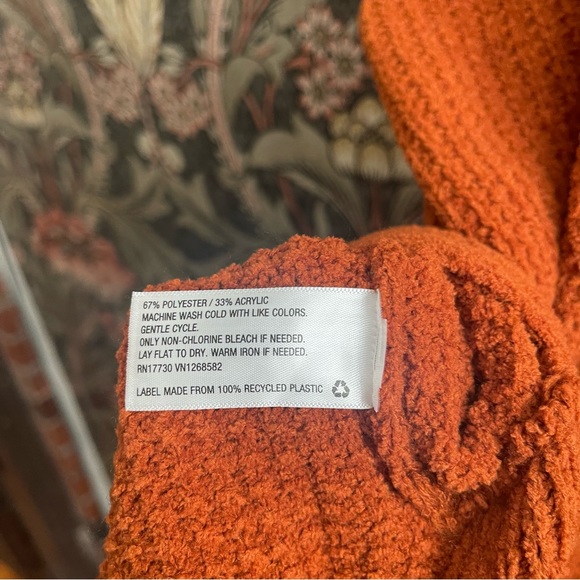 67% POLYESTER / 33% ACRYLIC
MACHINE WASH COLD WITH LIKE COLORS.
GENTLE CYCLE.
ONLY NON-CHLORINE BLEACH IF NEEDED.
LAY FLAT TO DRY. WARM IRON IF NEEDED.
RN17730 VN1268582
LABEL MADE FROM 100% RECYCLED PLASTIC